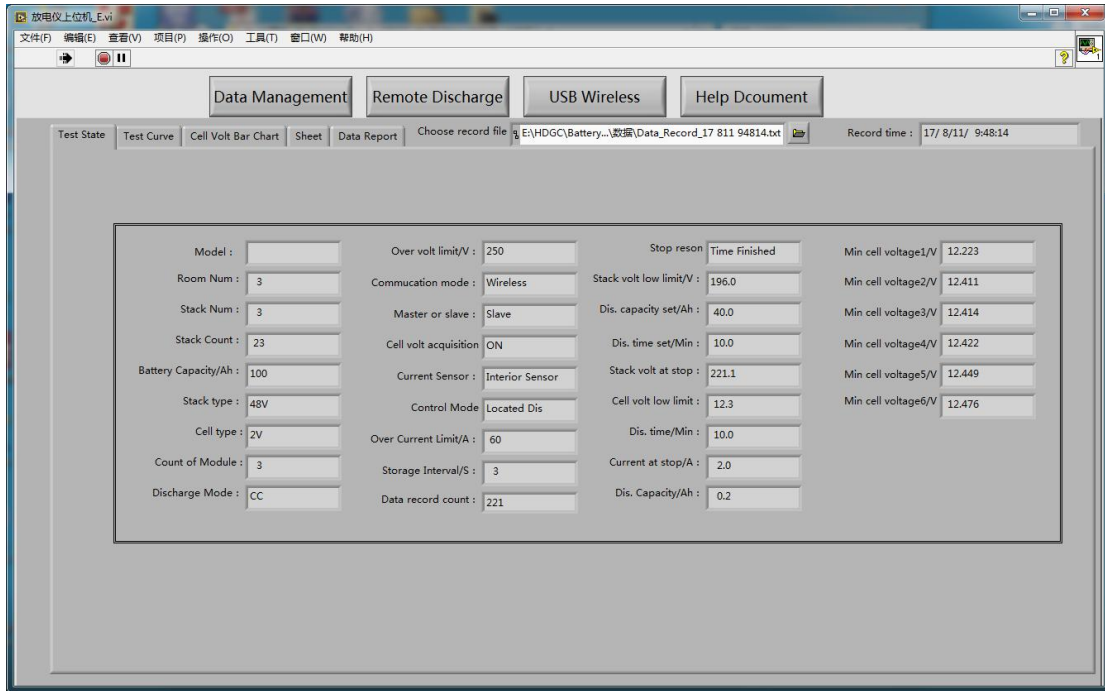 放电仪上位机_E.vi
文件(F) 编辑(E) 查看(V) 项目(P) 操作(O) 工具(T) 窗口(W) 帮助(H)
Data Management Remote Discharge USB Wireless Help Dcoument
Test State Test Curve Cell Volt Bar Chart Sheet Data Report Choose record file E:\HDGC\Battery...\数据\Data_Record_17 811 94814.txt Record time : 17/ 8/11/ 9:48:14
Model : Over volt limit/V : 250 Stop reson Time Finished Min cell voltage1/V 12.223
Room Num : 3 Commucation mode : Wireless Stack volt low limit/V : 196.0 Min cell voltage2/V 12.411
Stack Num : 3 Master or slave : Slave Dis. capacity set/Ah : 40.0 Min cell voltage3/V 12.414
Stack Count : 23 Cell volt acquisition ON Dis. time set/Min : 10.0 Min cell voltage4/V 12.422
Battery Capacity/Ah : 100 Current Sensor : Interior Sensor Stack volt at stop : 221.1 Min cell voltage5/V 12.449
Stack type : 48V Control Mode Located Dis Cell volt low limit : 12.3 Min cell voltage6/V 12.476
Cell type : 2V Over Current Limit/A : 60 Dis. time/Min : 10.0
Count of Module : 3 Storage Interval/S : 3 Current at stop/A : 2.0
Discharge Mode : CC Data record count : 221 Dis. Capacity/Ah : 0.2